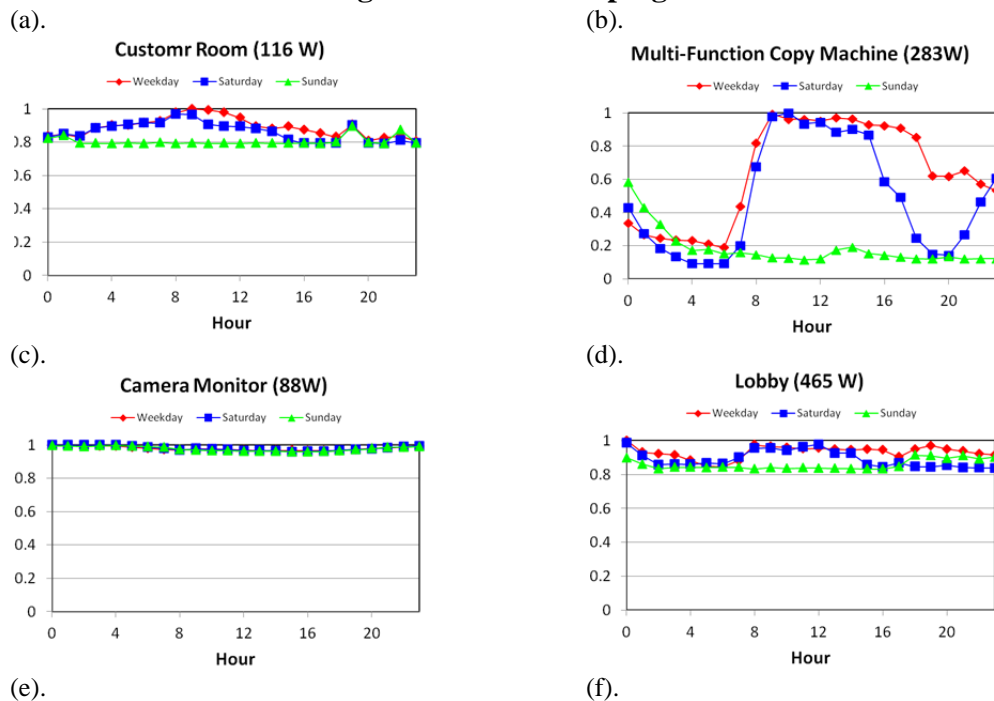 (a).
Customr Room (116 W)
Weekday Saturday Sunday
1
0.8
0.6
0.4
0.2
0
0 4 8 12 16 20
Hour
(b).
Multi-Function Copy Machine (283W)
Weekday Saturday Sunday
1
0.8
0.6
0.4
0.2
0
0 4 8 12 16 20
Hour
(c).
Camera Monitor (88W)
Weekday Saturday Sunday
1
0.8
0.6
0.4
0.2
0
0 4 8 12 16 20
Hour
(d).
Lobby (465 W)
Weekday Saturday Sunday
1
0.8
0.6
0.4
0.2
0
0 4 8 12 16 20
Hour
(e).
(f).